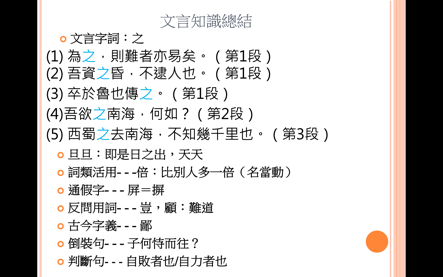 文言知識總結
文言字詞：之
(1) 為之，則難者亦易矣。（第1段）
(2) 吾資之昏，不逮人也。（第1段）
(3) 卒於魯也傳之。（第1段）
(4)吾欲之南海，何如？（第2段）
(5) 西蜀之去南海，不知幾千里也。（第3段）
旦旦：即是日之出，天天
詞類活用---倍：比別人多一倍（名當動）
通假字---屏＝摒
反問用詞---豈，顧：難道
古今字義---鄙
倒裝句---子何恃而往？
判斷句---自敗者也/自力者也